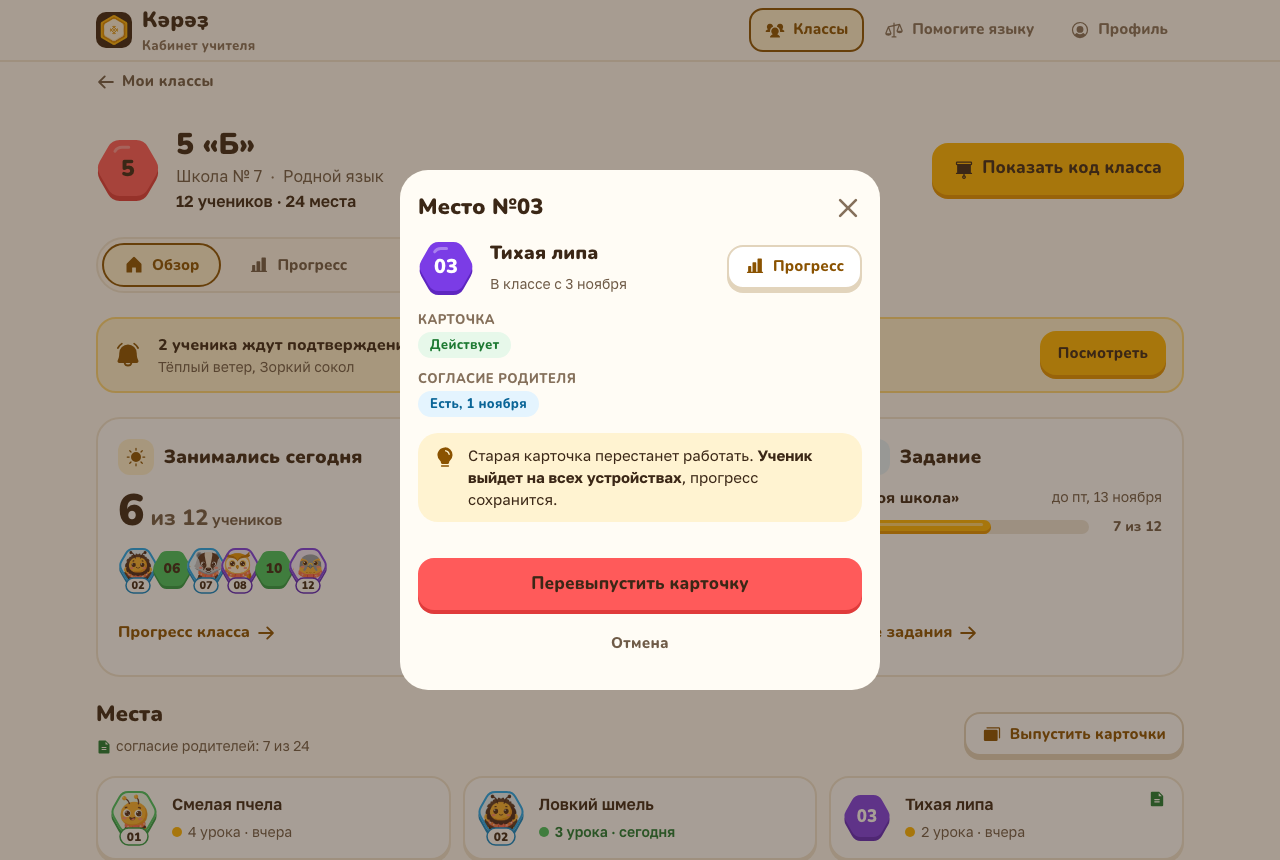 Кәрәҙ
Кабинет учителя
Классы
Помогите языку
Профиль
Мои классы
5
5 «Б»
Школа № 7 · Родной язык
12 учеников · 24 места
Показать код класса
Обзор
Прогресс
2 ученика ждут подтверждени
Тёплый ветер, Зоркий сокол
Посмотреть
Занимались сегодня
6 из 12 учеников
02
06
07
08
10
12
Прогресс класса
Задание
до пт, 13 ноября
7 из 12
задания
Место №03
03
Тихая липа
В классе с 3 ноября
Прогресс
КАРТОЧКА
Действует
СОГЛАСИЕ РОДИТЕЛЯ
Есть, 1 ноября
Старая карточка перестанет работать. Ученик
выйдет на всех устройствах, прогресс
сохранится.
Перевыпустить карточку
Отмена
Места
согласие родителей: 7 из 24
Выпустить карточки
01
Смелая пчела
4 урока · вчера
02
Ловкий шмель
3 урока · сегодня
03
Тихая липа
2 урока · вчера